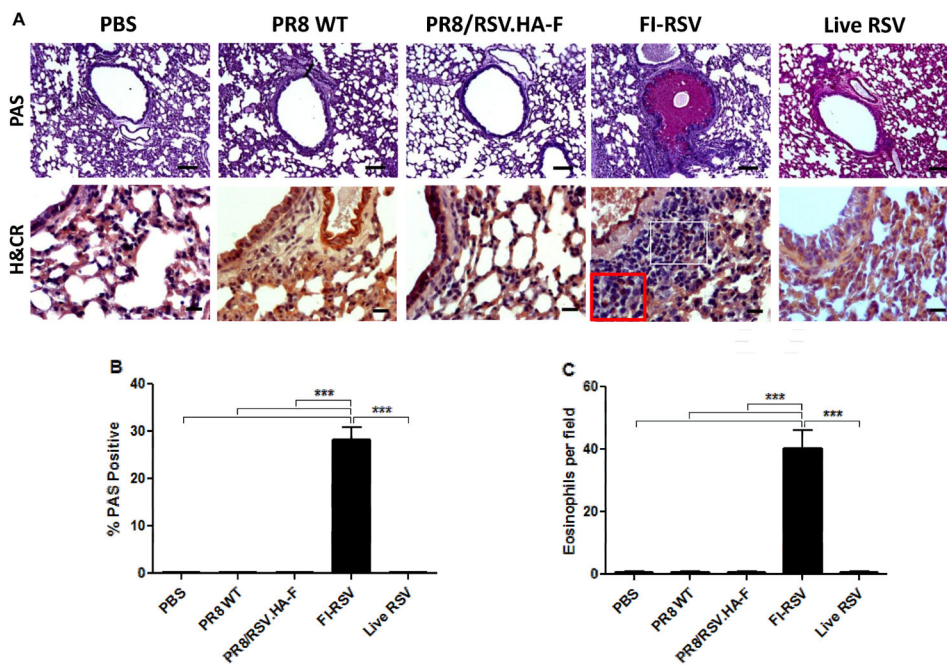 A
PBS PR8 WT PR8/RSV.HA-F FI-RSV Live RSV
PAS
H&CR
B
% PAS Positive
40
30
20
10
0
***
***
PBS PR8 WT PR8/RSV.HA-F FI-RSV Live RSV
C
Eosinophils per field
60
40
20
0
***
***
PBS PR8 WT PR8/RSV.HA-F FI-RSV Live RSV